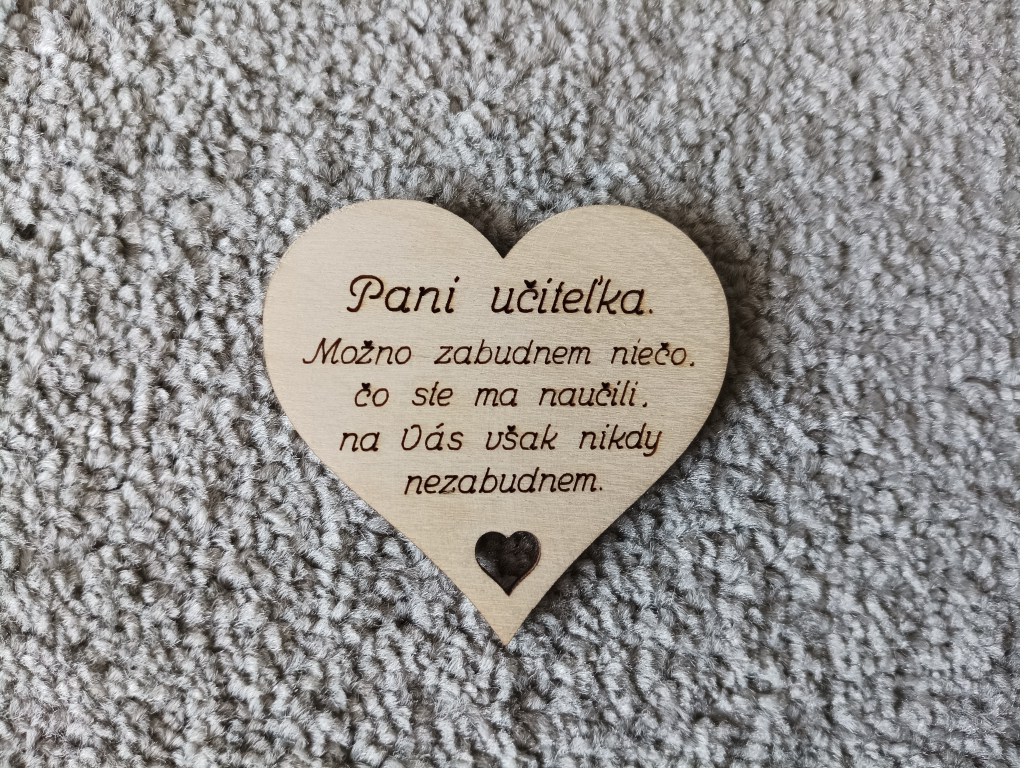 Pani učiteľka.
Možno zabudnem niečo,
čo ste ma naučili,
na Vás však nikdy
nezabudnem.